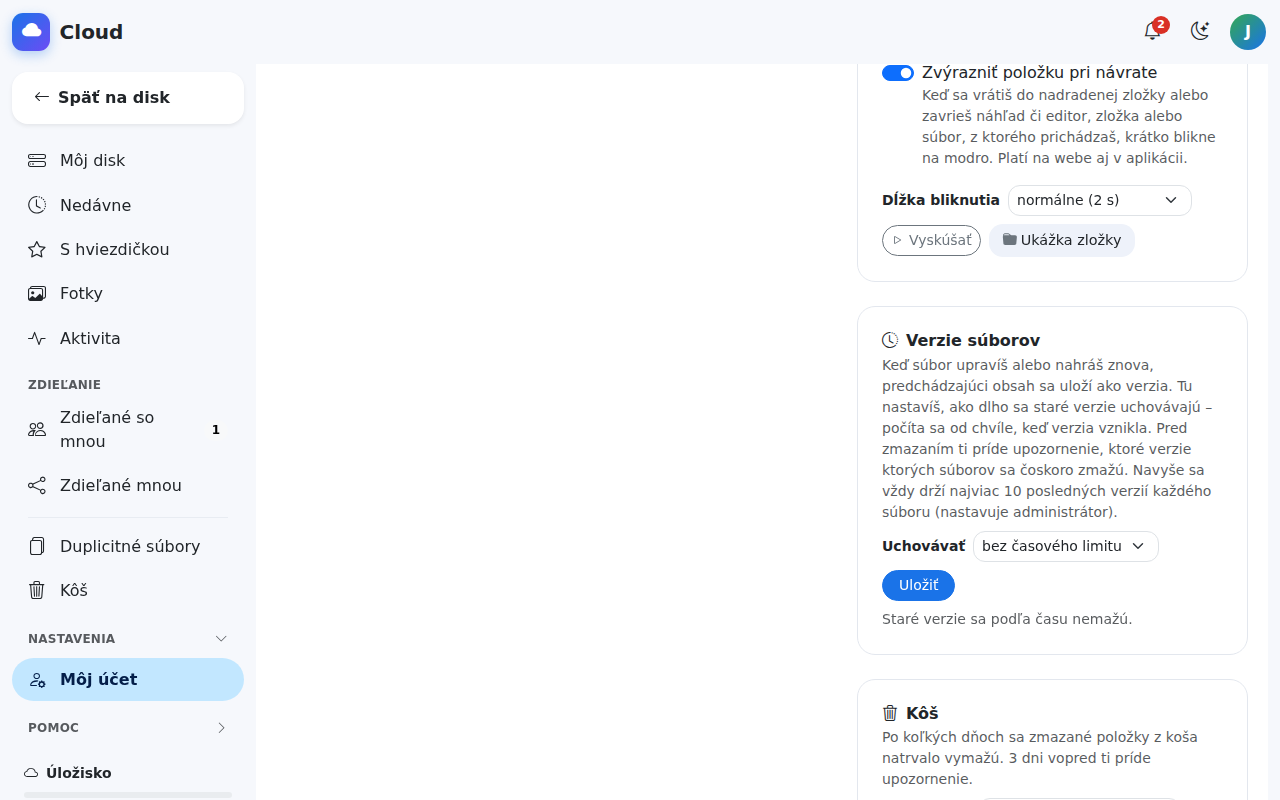 Cloud
2
J
Späť na disk
Môj disk
Nedávne
S hviezdičkou
Fotky
Aktivita
ZDIEĽANIE
Zdieľané so
mnou
1
Zdieľané mnou
Duplicitné súbory
Kôš
NASTAVENIA
Môj účet
POMOC
Úložisko
Zvýrazniť položku pri návrate
Keď sa vrátiš do nadradenej zložky alebo
zavrieš náhľad či editor, zložka alebo
súbor, z ktorého prichádzaš, krátko blikne
na modro. Platí na webe aj v aplikácii.
Dĺžka bliknutia normálne (2 s)
Vyskúšať Ukážka zložky
Verzie súborov
Keď súbor upravíš alebo nahráš znova,
predchádzajúci obsah sa uloží ako verzia. Tu
nastavíš, ako dlho sa staré verzie uchovávajú –
počíta sa od chvíle, keď verzia vznikla. Pred
zmazaním ti príde upozornenie, ktoré verzie
ktorých súborov sa čoskoro zmažú. Navyše sa
vždy drží najviac 10 posledných verzií každého
súboru (nastavuje administrátor).
Uchovávať bez časového limitu
Uložiť
Staré verzie sa podľa času nemažú.
Kôš
Po koľkých dňoch sa zmazané položky z koša
natrvalo vymažú. 3 dni vopred ti príde
upozornenie.